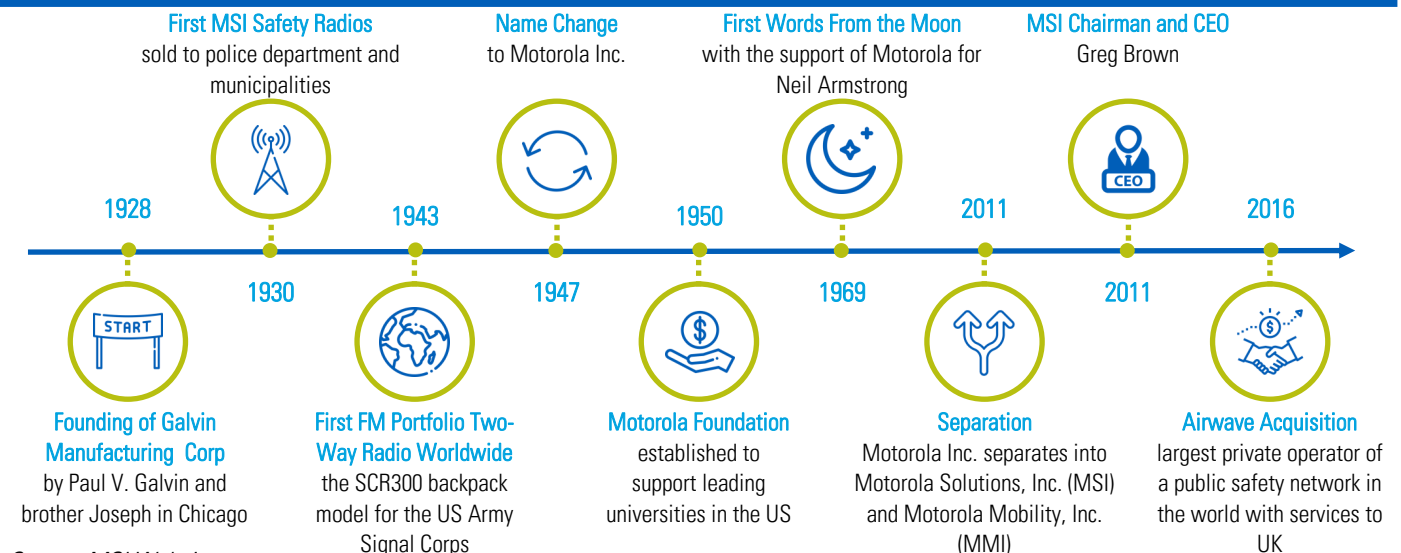 First MSI Safety Radios
sold to police department and
municipalities
Name Change
to Motorola Inc.
First Words From the Moon
with the support of Motorola for
Neil Armstrong
MSI Chairman and CEO
Greg Brown
CEO
1928
1943
1950
2011
2016
1930
1947
1969
2011
START
$
$
Founding of Galvin
Manufacturing Corp
by Paul V. Galvin and
brother Joseph in Chicago
First FM Portfolio Two-
Way Radio Worldwide
the SCR300 backpack
model for the US Army
Signal Corps
Motorola Foundation
established to
support leading
universities in the US
Separation
Motorola Inc. separates into
Motorola Solutions, Inc. (MSI)
and Motorola Mobility, Inc.
(MMI)
Airwave Acquisition
largest private operator of
a public safety network in
the world with services to
UK